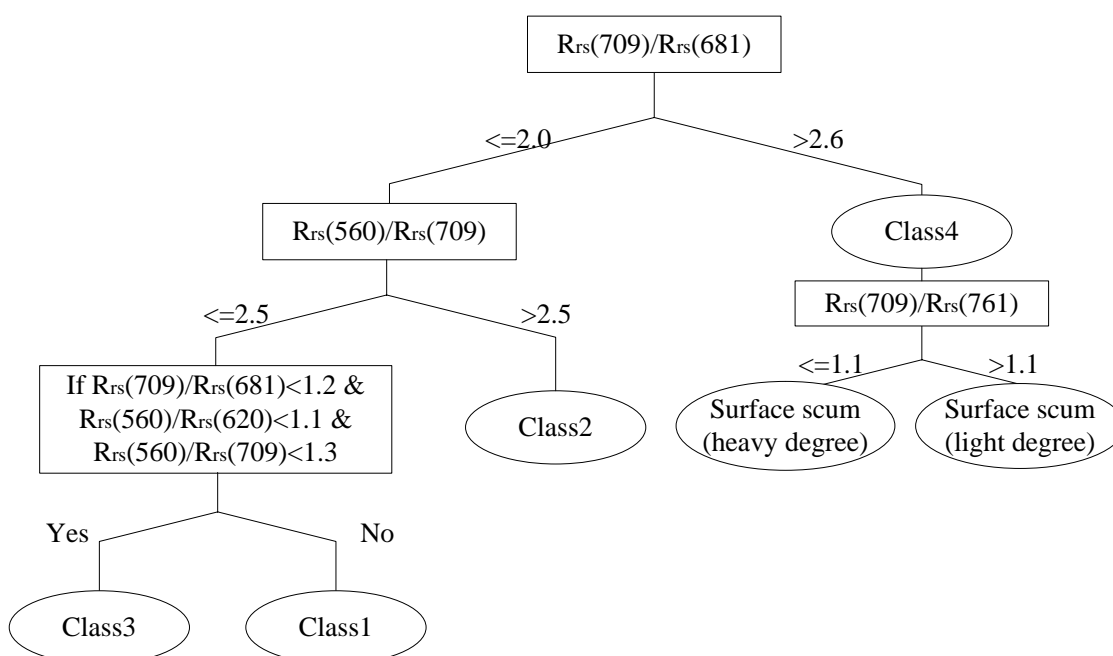 Rrs(709)/Rrs(681)
<=2.0
>2.6
Rrs(560)/Rrs(709)
Class4
Rrs(709)/Rrs(761)
<=2.5
>2.5
<=1.1
>1.1
If Rrs(709)/Rrs(681)<1.2 &
Rrs(560)/Rrs(620)<1.1 &
Rrs(560)/Rrs(709)<1.3
Class2
Surface scum
(heavy degree)
Surface scum
(light degree)
Yes
No
Class3
Class1